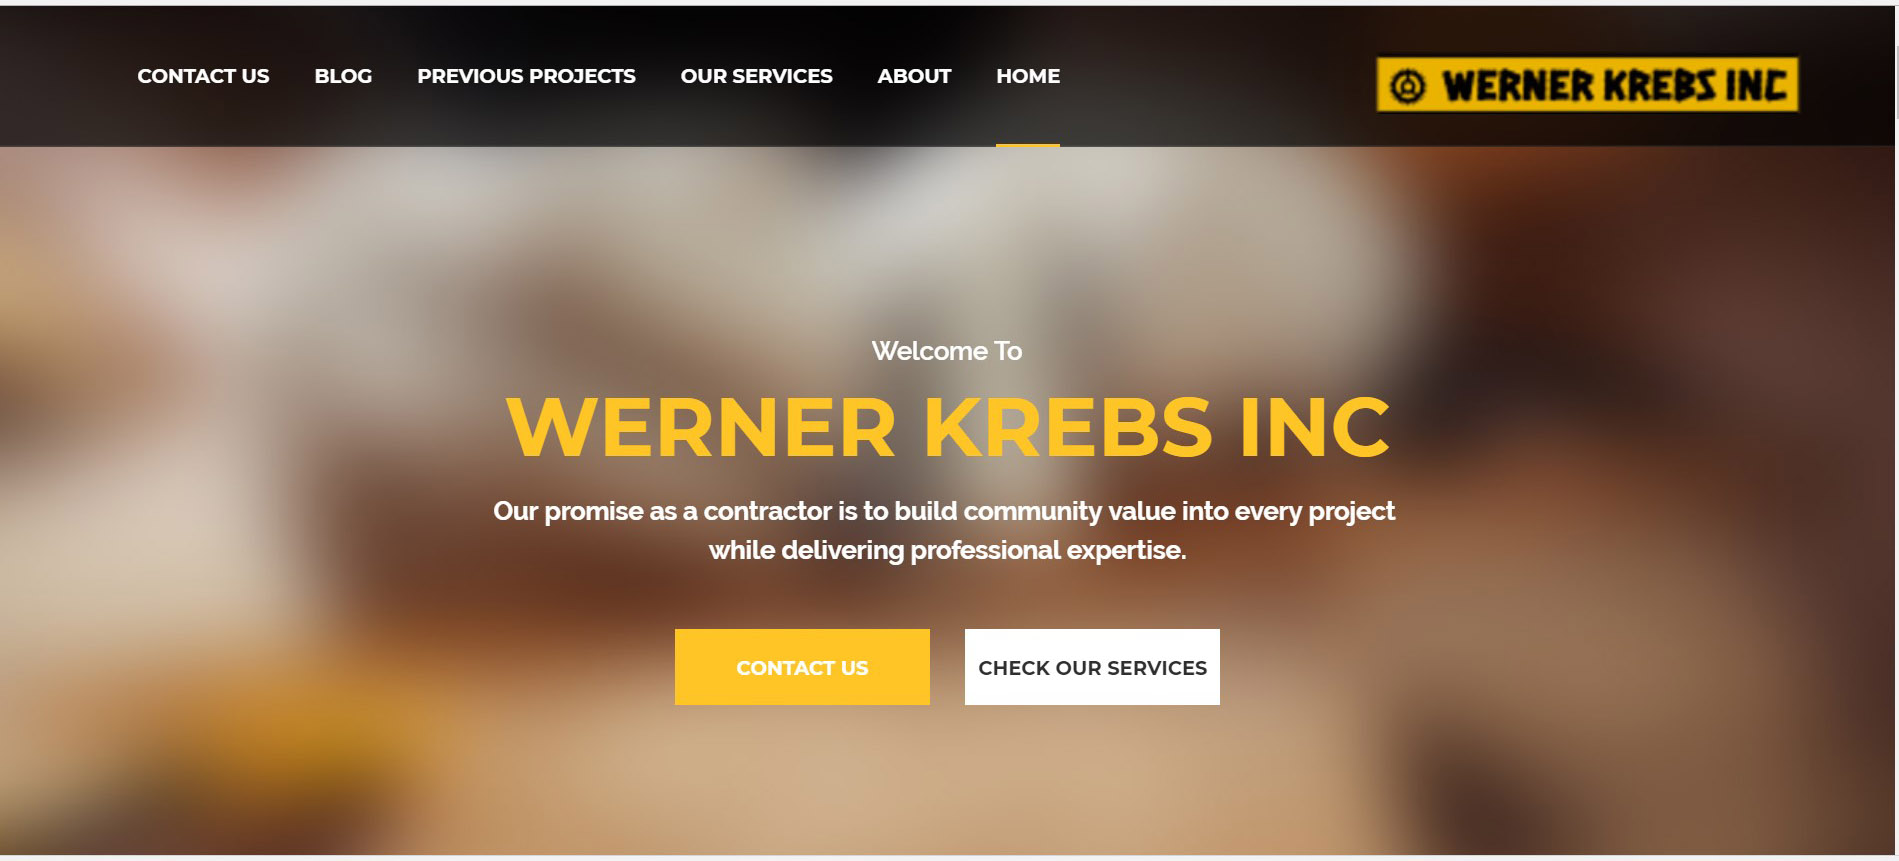 CONTACT US BLOG PREVIOUS PROJECTS OUR SERVICES ABOUT HOME
WERNER KREBS INC
Welcome To
WERNER KREBS INC
Our promise as a contractor is to build community value into every project
while delivering professional expertise.
CONTACT US CHECK OUR SERVICES